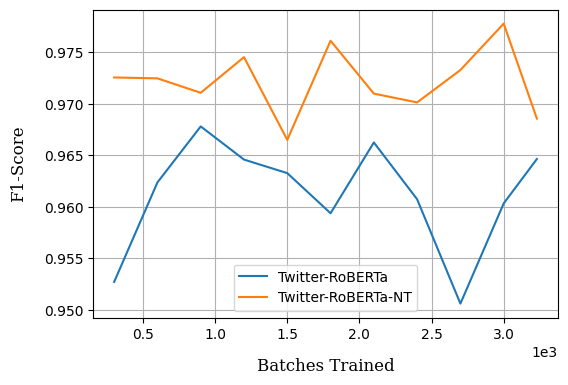 0.975
0.970
0.965
0.960
0.955
0.950
F1-Score
Twitter-RoBERTa
Twitter-RoBERTa-NT
0.5 1.0 1.5 2.0 2.5 3.0
1e3
Batches Trained